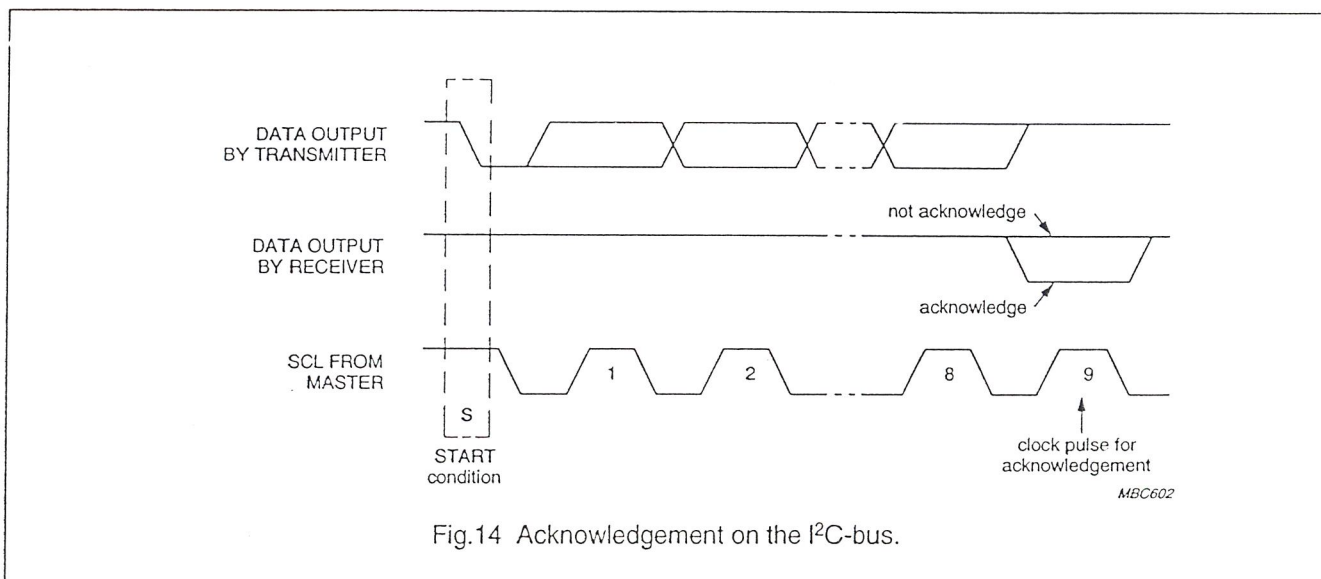 DATA OUTPUT
BY TRANSMITTER
not acknowledge
DATA OUTPUT
BY RECEIVER
acknowledge
SCL FROM
MASTER
1
2
8
9
S
START
condition
clock pulse for
acknowledgement
MBC602
Fig.14 Acknowledgement on the I²C-bus.